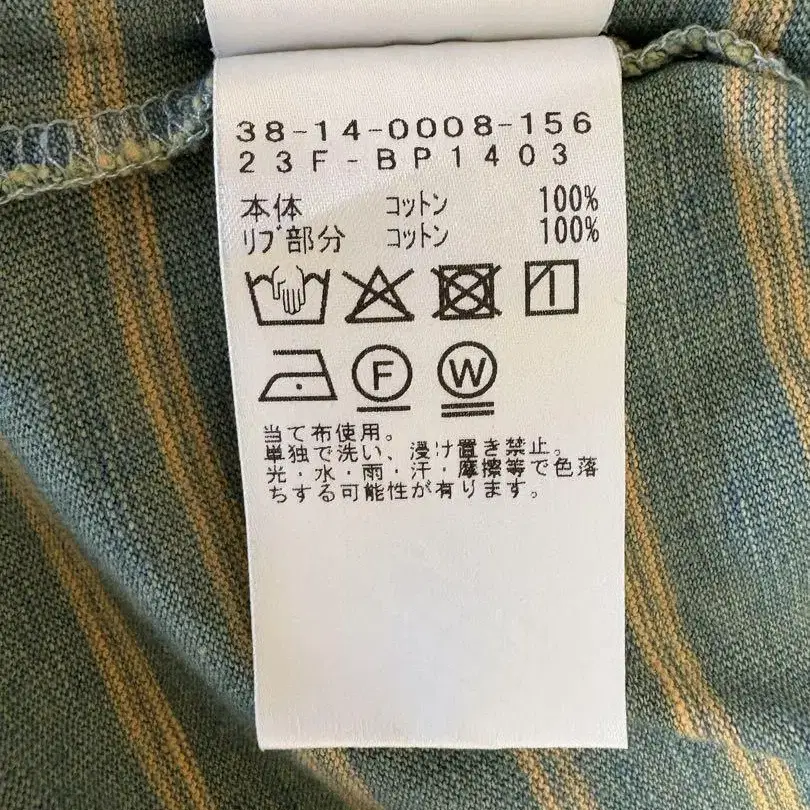 38-14-0008-156
23F-BP1403
本体 コットン 100%
リブ部分 コットン 100%
F W
当て布使用。
単独で洗い、浸け置き禁止。
光・水・雨・汗・摩擦等で色落
ちする可能性が有ります。